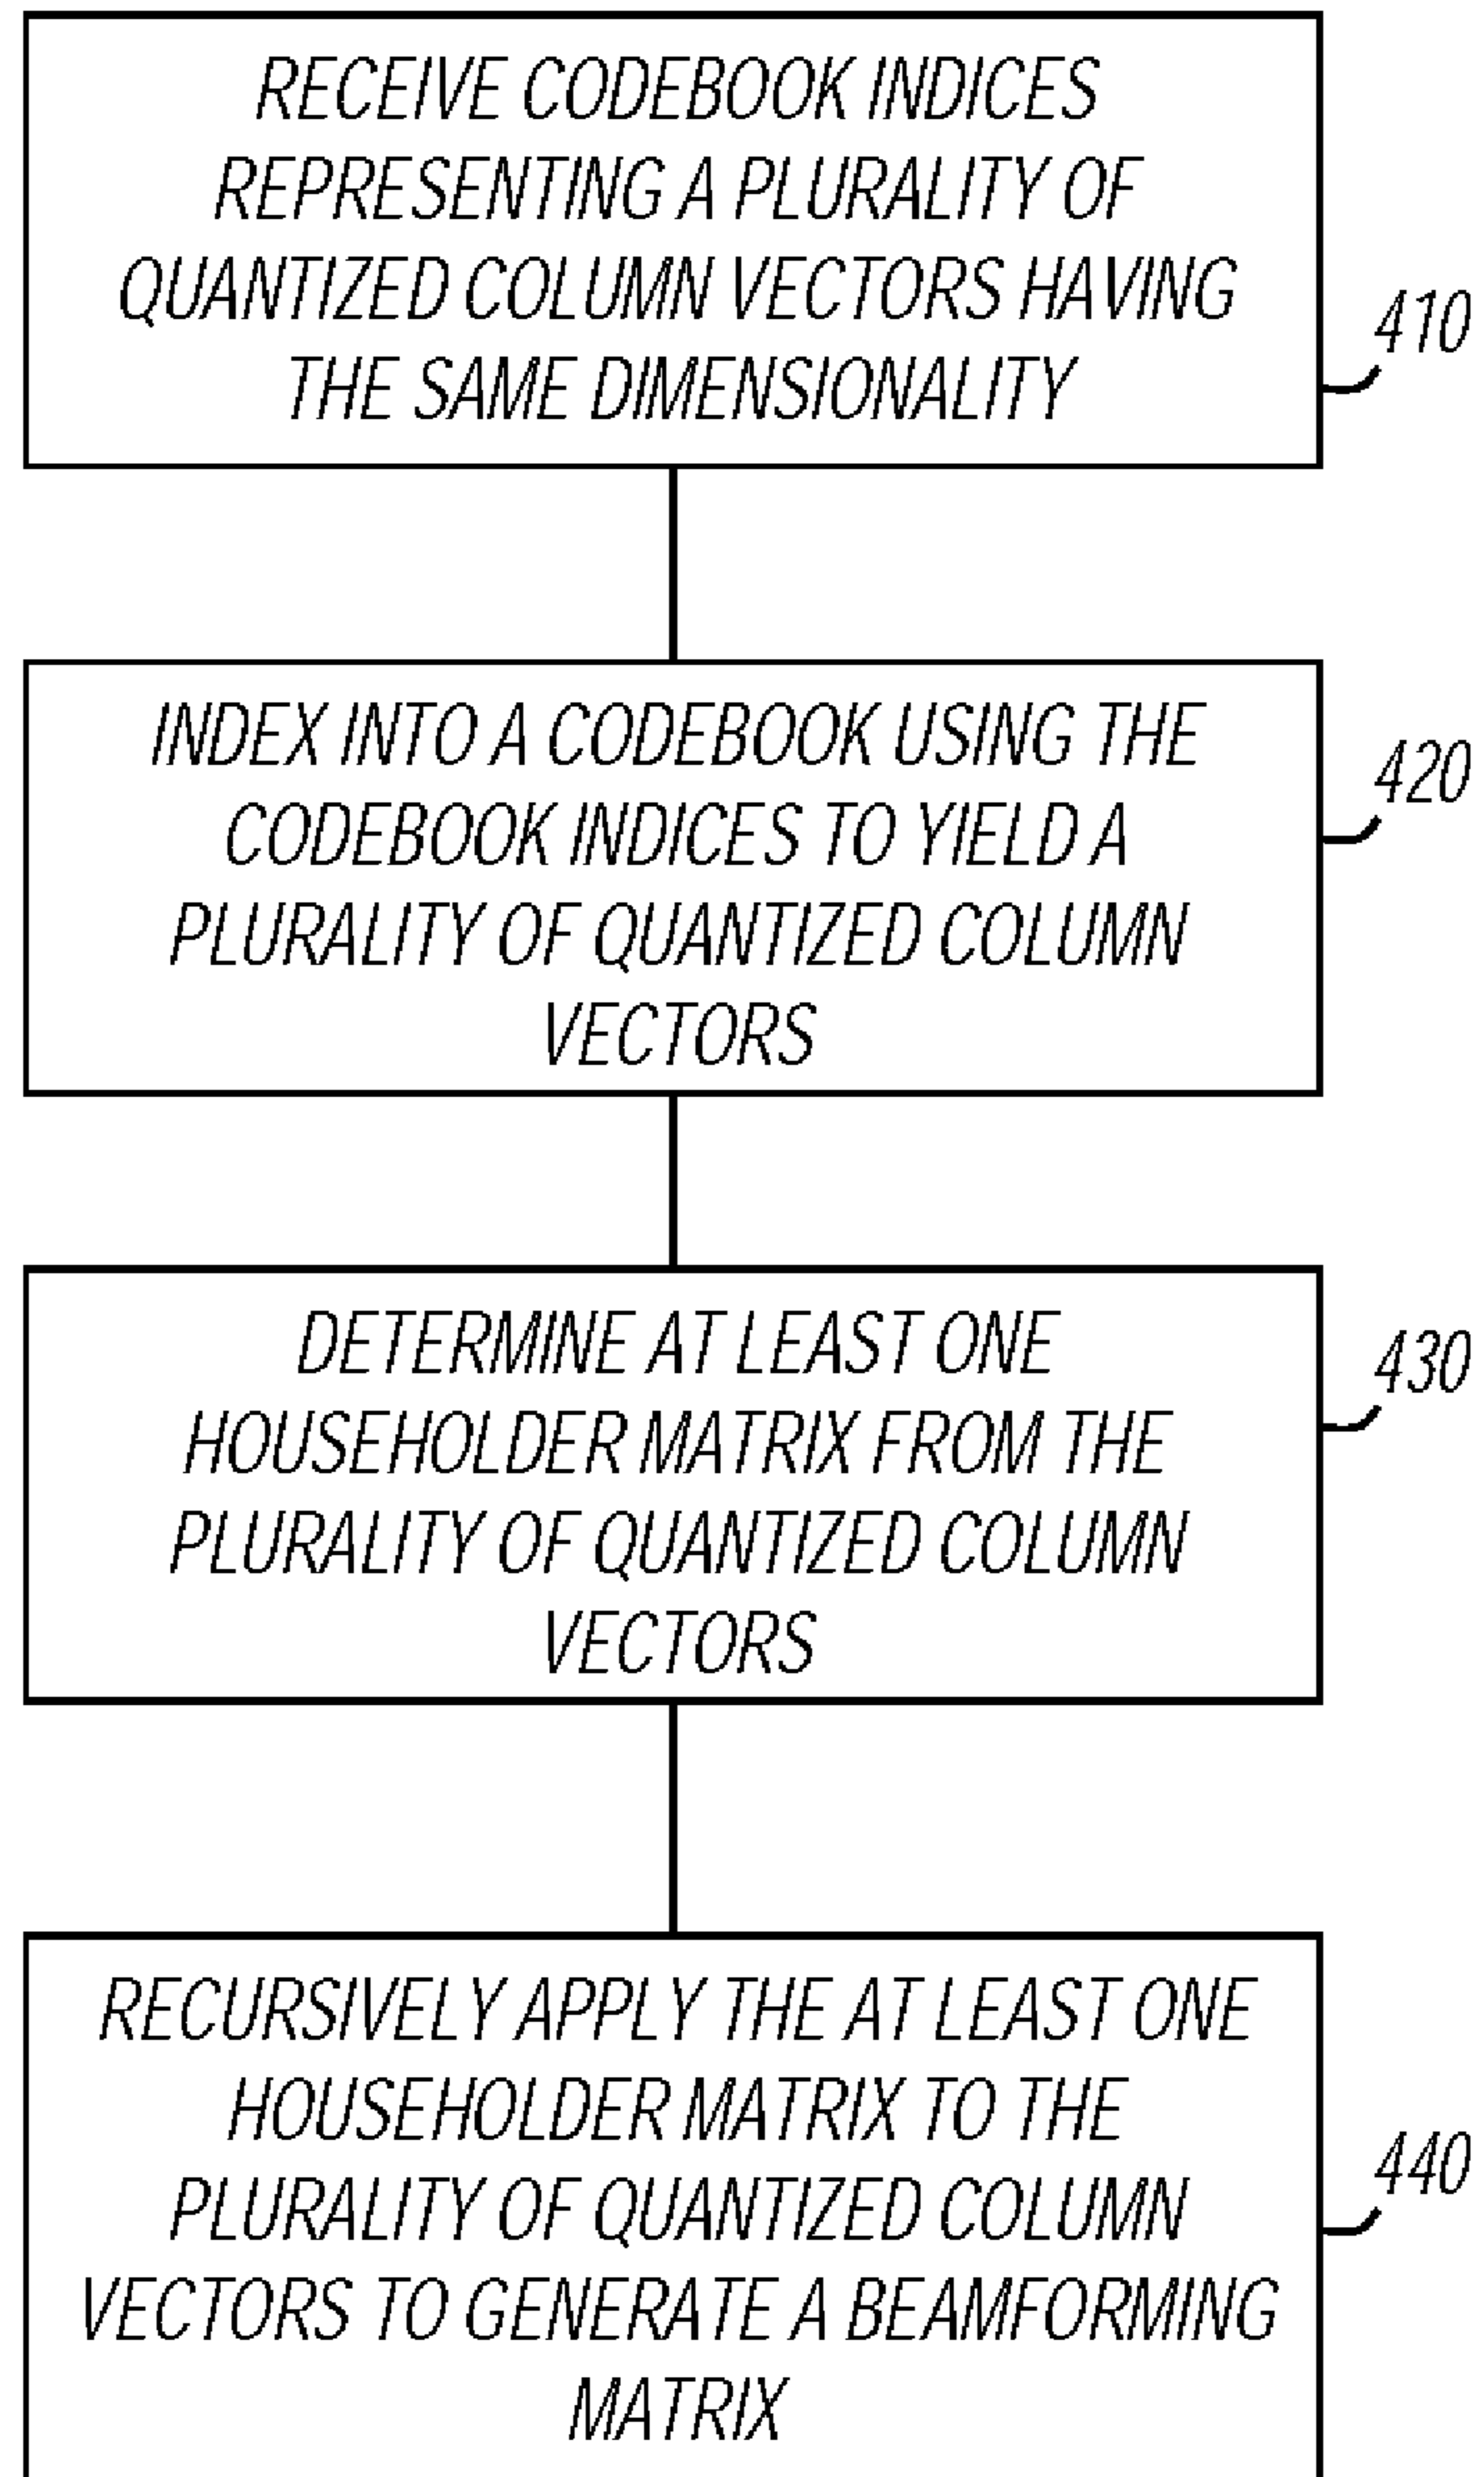 RECEIVE CODEBOOK INDICES
REPRESENTING A PLURALITY OF
QUANTIZED COLUMN VECTORS HAVING
THE SAME DIMENSIONALITY
410
INDEX INTO A CODEBOOK USING THE
CODEBOOK INDICES TO YIELD A
PLURALITY OF QUANTIZED COLUMN
VECTORS
420
DETERMINE AT LEAST ONE
HOUSEHOLDER MATRIX FROM THE
PLURALITY OF QUANTIZED COLUMN
VECTORS
430
RECURSIVELY APPLY THE AT LEAST ONE
HOUSEHOLDER MATRIX TO THE
PLURALITY OF QUANTIZED COLUMN
VECTORS TO GENERATE A BEAMFORMING
MATRIX
440